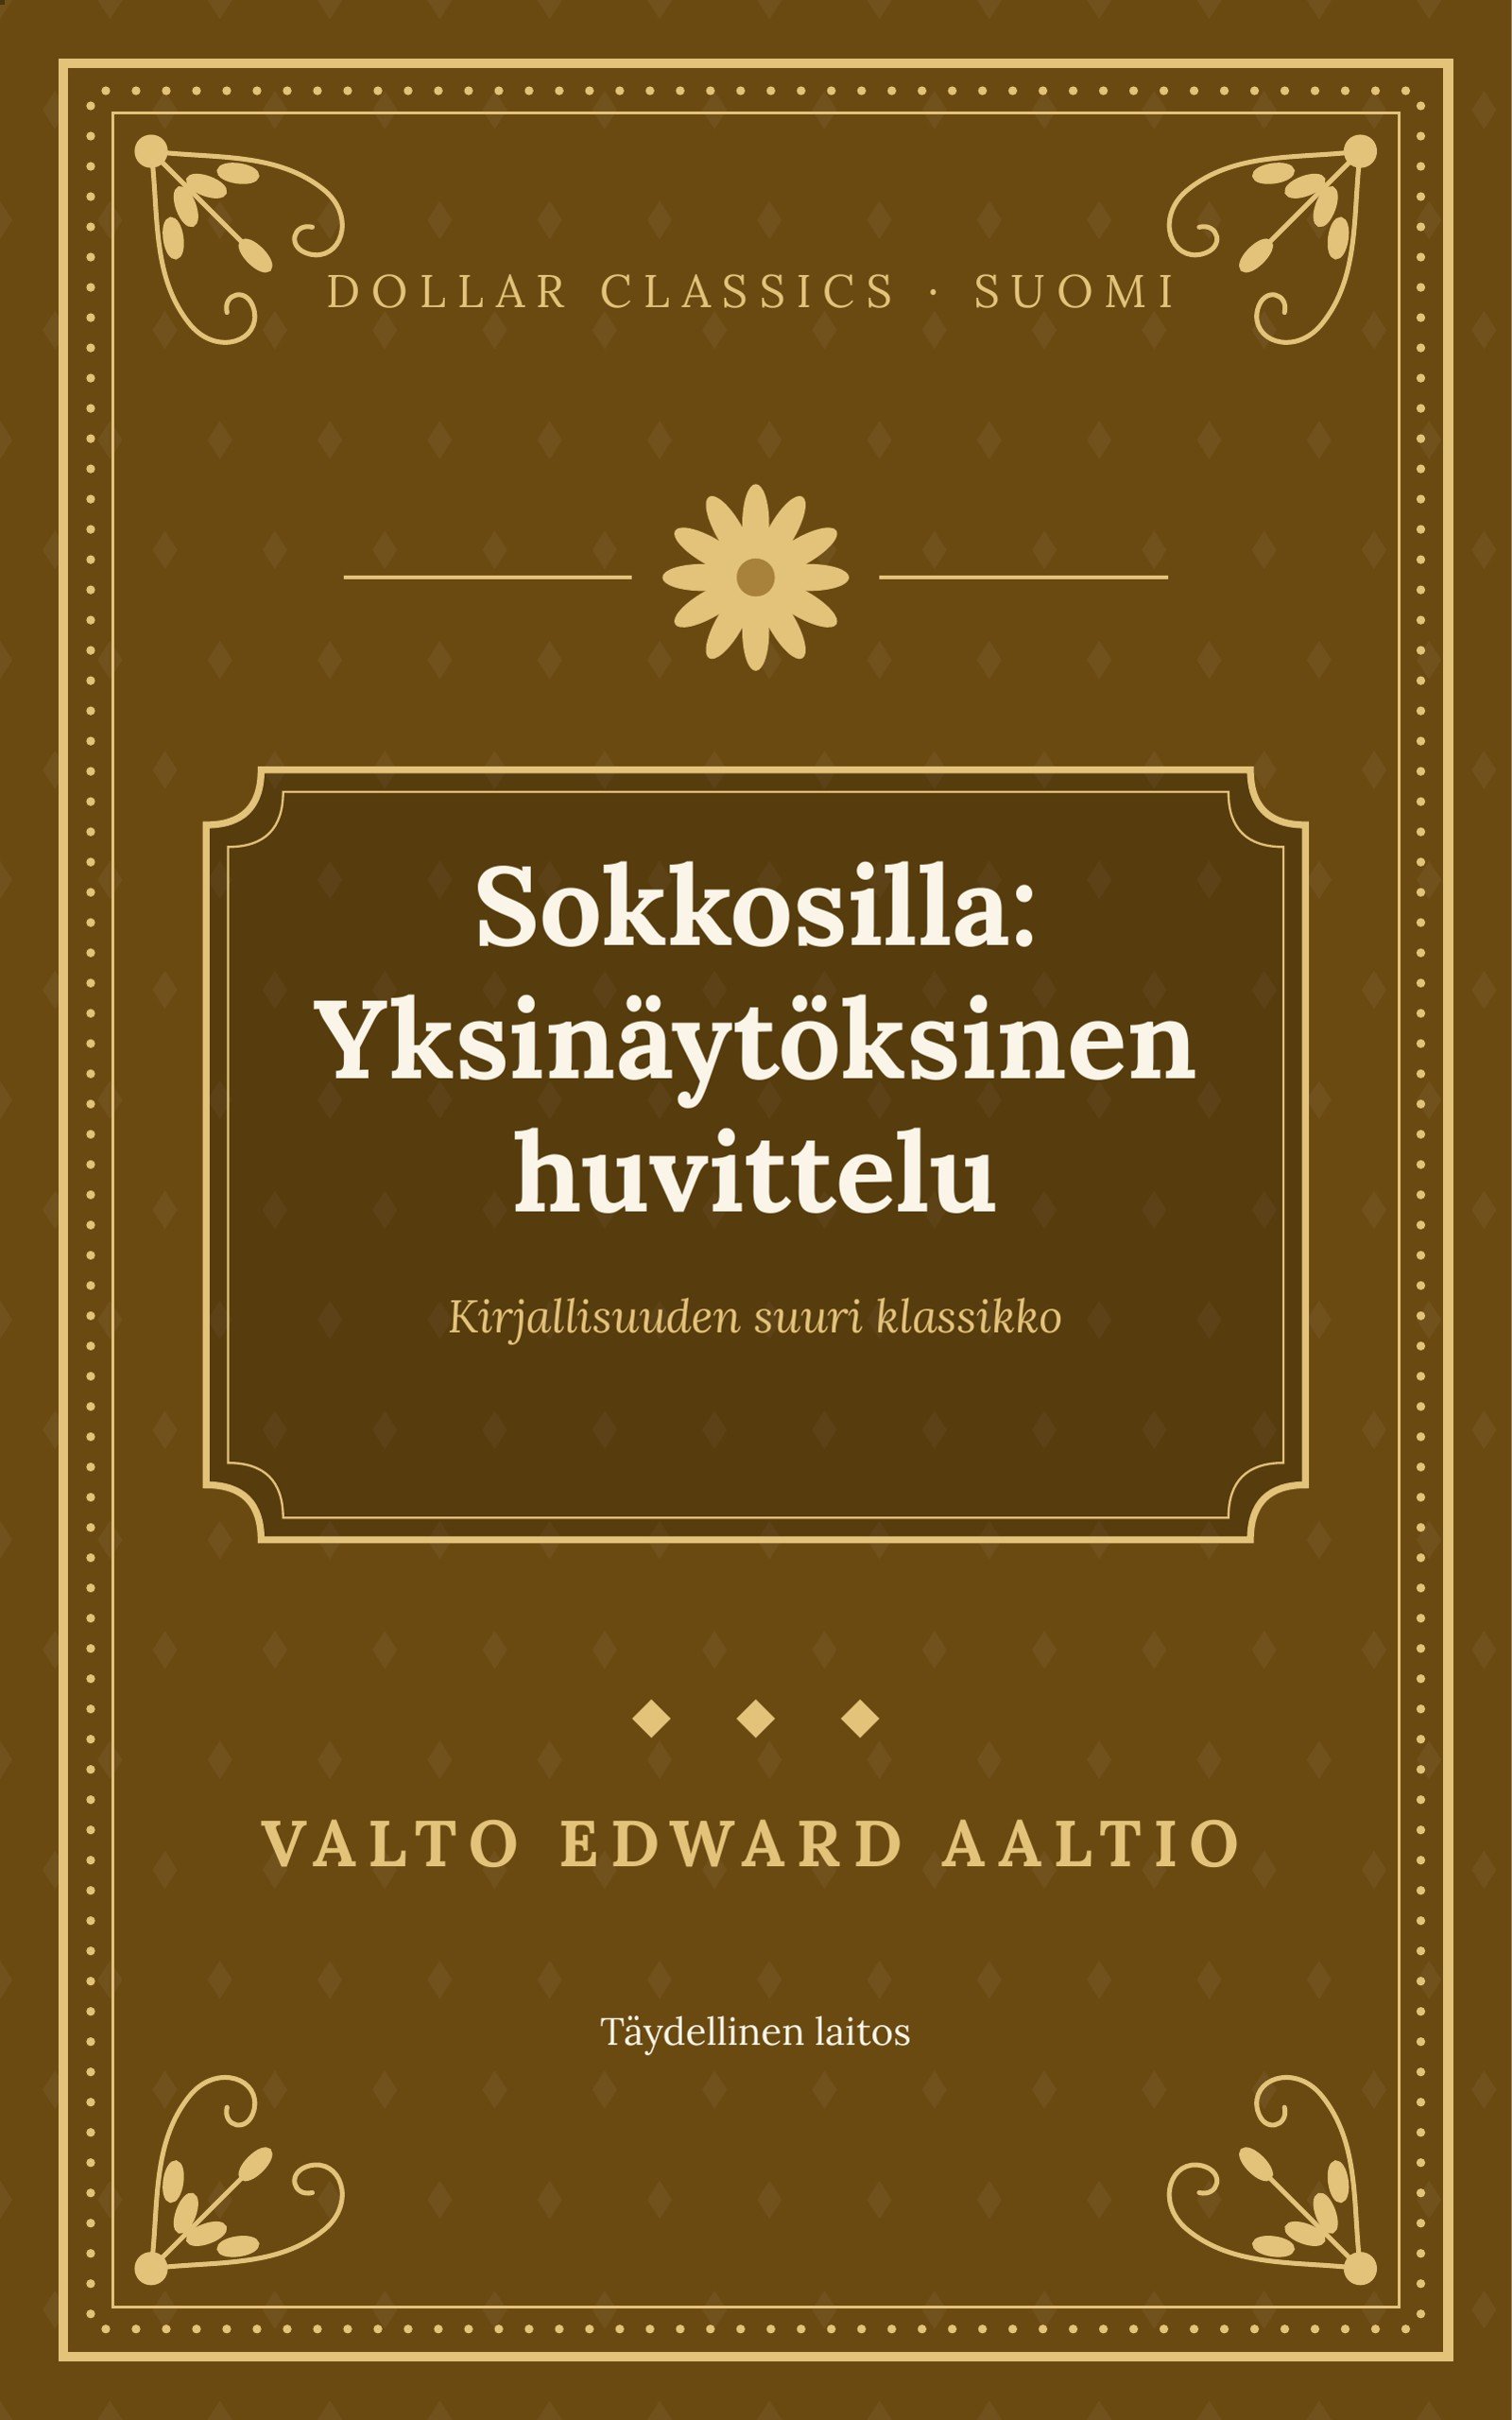 DOLLAR CLASSICS · SUOMI
Sokkosilla:
Yksinäytöksinen
huvittelu
Kirjallisuuden suuri klassikko
VALTO EDWARD AALTIO
Täydellinen laitos